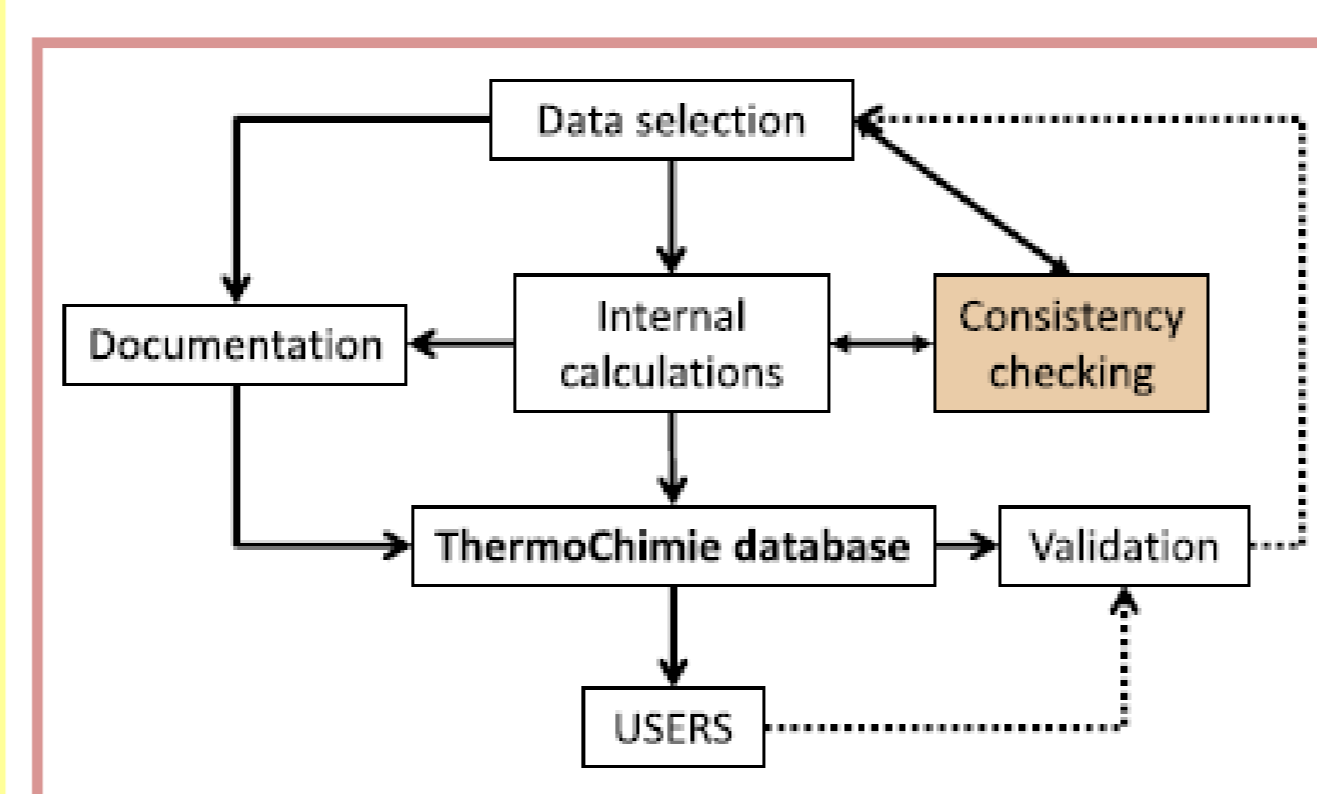 Data selection
Documentation
Internal
calculations
Consistency
checking
ThermoChimie database
Validation
USERS